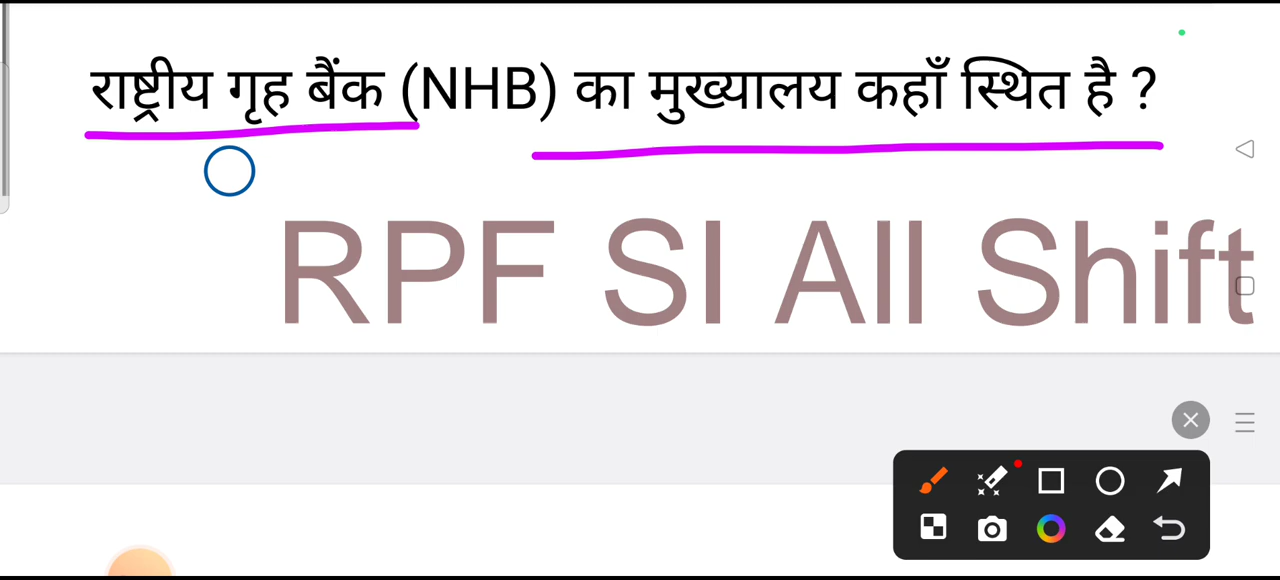 राष्ट्रीय गृह बैंक (NHB) का मुख्यालय कहाँ स्थित है ?
RPF SI All Shift